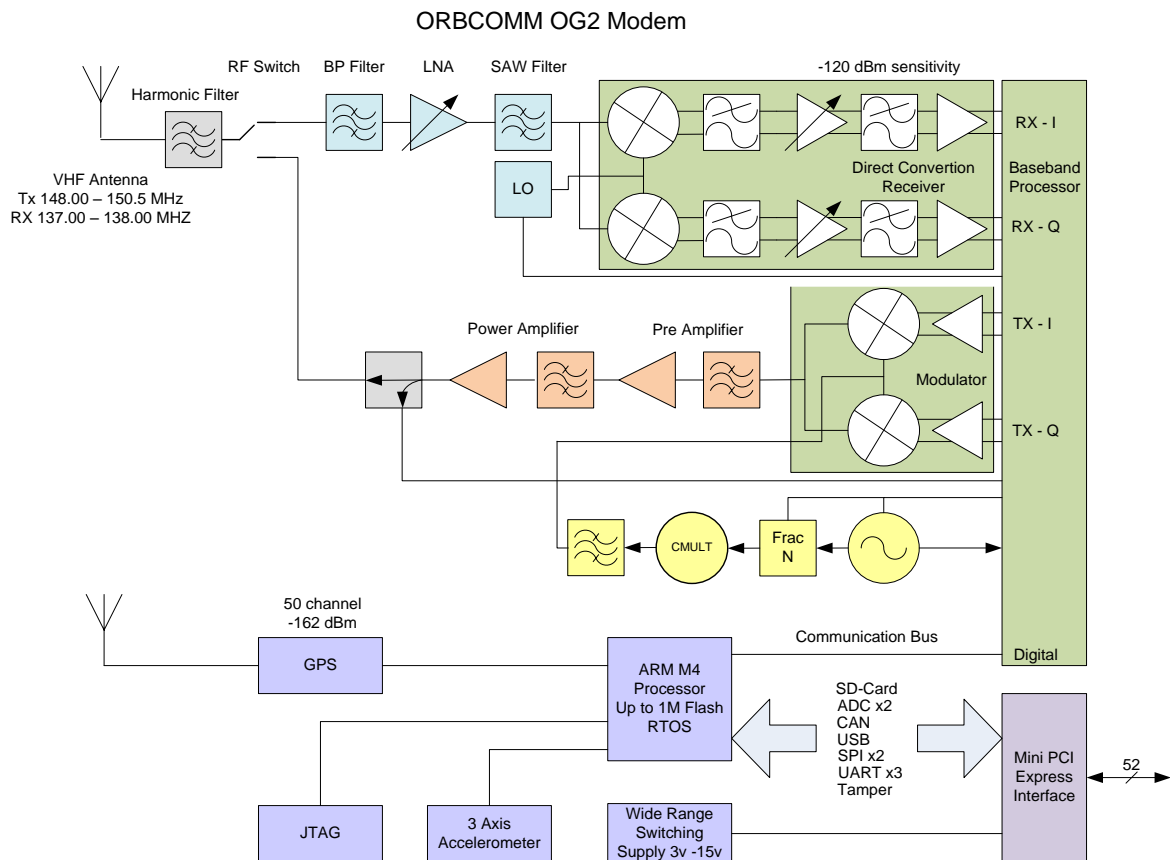 ORBCOMM OG2 Modem
RF Switch
BP Filter
LNA
SAW Filter
-120 dBm sensitivity
Harmonic Filter
VHF Antenna
Tx 148.00 – 150.5 MHz
RX 137.00 – 138.00 MHZ
LO
Direct Convertion
Receiver
RX - I
Baseband
Processor
RX - Q
Power Amplifier
Pre Amplifier
TX - I
Modulator
TX - Q
CMULT
Frac
N
50 channel
-162 dBm
GPS
ARM M4
Processor
Up to 1M Flash
RTOS
Communication Bus
Digital
SD-Card
ADC x2
CAN
USB
SPI x2
UART x3
Tamper
Mini PCI
Express
Interface
52
JTAG
3 Axis
Accelerometer
Wide Range
Switching
Supply 3v -15v